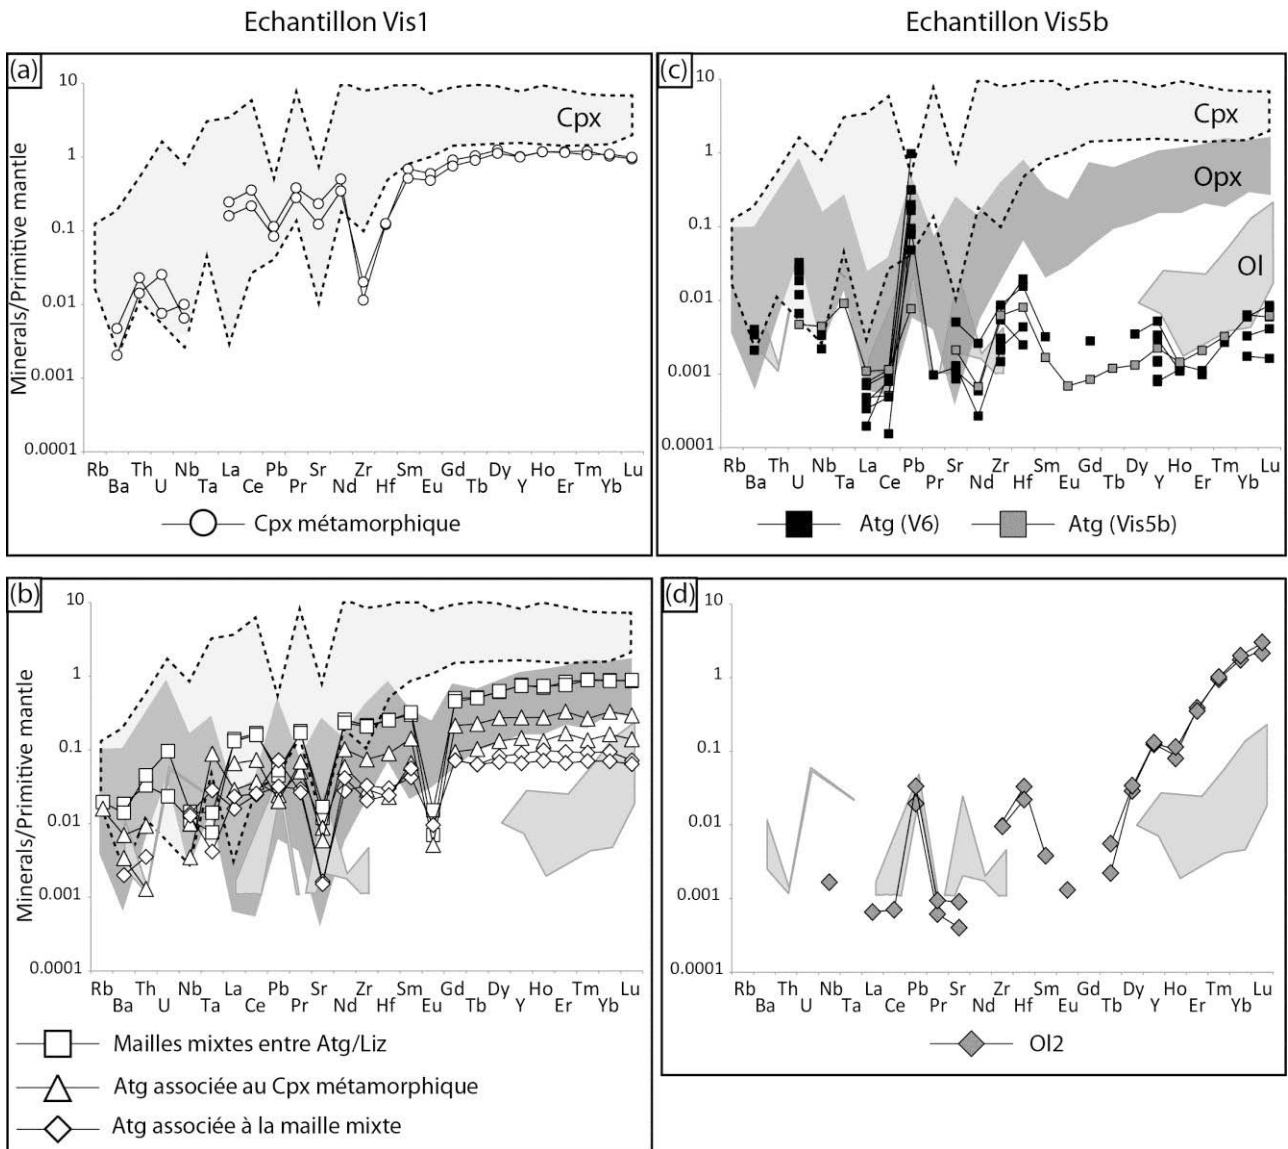 Echantillon Vis1
Echantillon Vis5b
(a)
10
1
0.1
0.01
0.001
0.0001
Minerals/Primitive mantle
Cpx
Rb Th Nb La Pb Sr Zr Sm Gd Dy Ho Tm Lu
Ba U Ta Ce Pr Nd Hf Eu Tb Y Er Yb
Cpx métamorphique
(c)
10
1
0.1
0.01
0.001
0.0001
Cpx
Opx
Ol
Rb Th Nb La Pb Sr Zr Sm Gd Dy Ho Tm Lu
Ba U Ta Ce Pr Nd Hf Eu Tb Y Er Yb
Atg (V6)
Atg (Vis5b)
(b)
10
1
0.1
0.01
0.001
0.0001
Minerals/Primitive mantle
Rb Th Nb La Pb Sr Zr Sm Gd Dy Ho Tm Lu
Ba U Ta Ce Pr Nd Hf Eu Tb Y Er Yb
Mailles mixtes entre Atg/Liz
Atg associée au Cpx métamorphique
Atg associée à la maille mixte
(d)
10
1
0.1
0.01
0.001
0.0001
Rb Th Nb La Pb Sr Zr Sm Gd Dy Ho Tm Lu
Ba U Ta Ce Pr Nd Hf Eu Tb Y Er Yb
Ol2